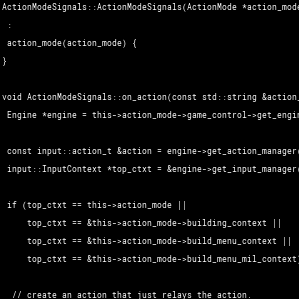 ActionModeSignals::ActionModeSignals(ActionMode *action_mode
:
action_mode(action_mode) {
}
void ActionModeSignals::on_action(const std::string &action_
Engine *engine = this->action_mode->game_control->get_engin
const input::action_t &action = engine->get_action_manager(
input::InputContext *top_ctxt = &engine->get_input_manager(
if (top_ctxt == this->action_mode ||
top_ctxt == &this->action_mode->building_context ||
top_ctxt == &this->action_mode->build_menu_context ||
top_ctxt == &this->action_mode->build_menu_mil_context)
// create an action that just relays the action.